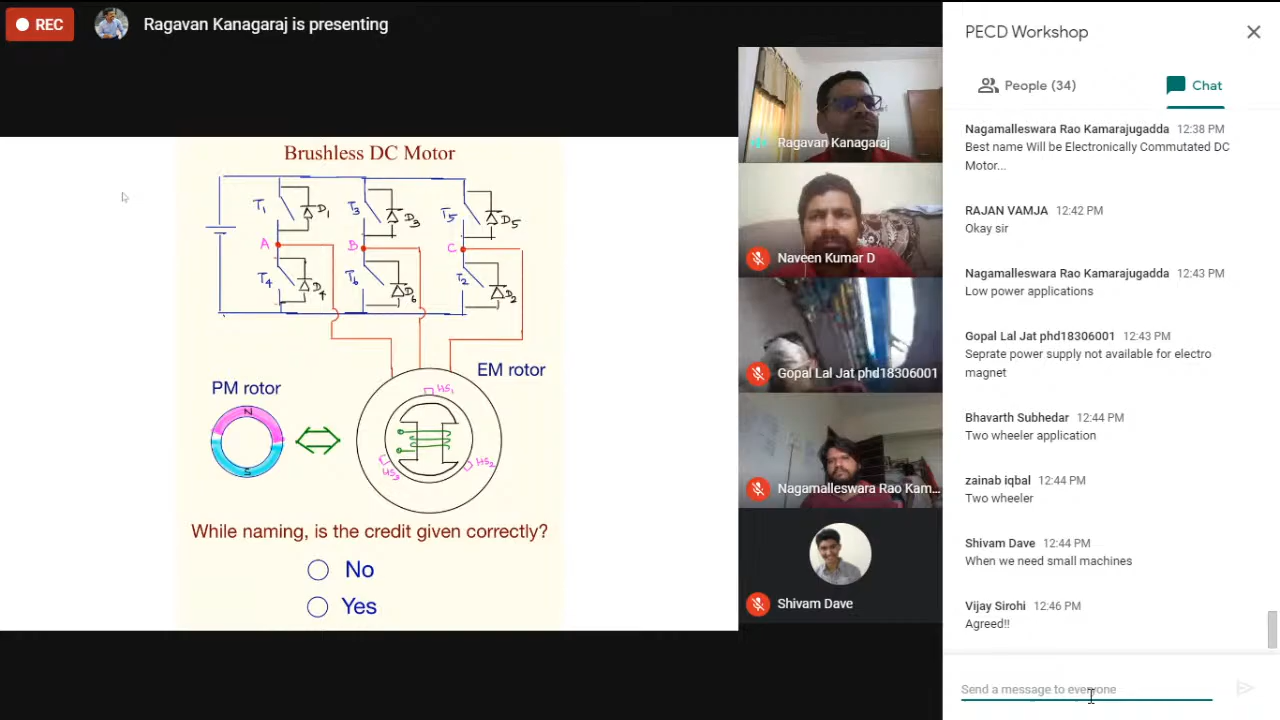 REC
Ragavan Kanagaraj is presenting
Brushless DC Motor
T1
D1
T3
D3
T5
D5
A
B
C
T4
D4
T6
D6
T2
D2
PM rotor
EM rotor
N
S
HS1
HS2
HS3
While naming, is the credit given correctly?
No
Yes
Ragavan Kanagaraj
Naveen Kumar D
Gopal Lal Jat phd18306001
Nagamalleswara Rao Kam...
Shivam Dave
PECD Workshop
People (34)
Chat
Nagamalleswara Rao Kamarajugadda 12:38 PM
Best name Will be Electronically Commutated DC
Motor...
RAJAN VAMJA 12:42 PM
Okay sir
Nagamalleswara Rao Kamarajugadda 12:43 PM
Low power applications
Gopal Lal Jat phd18306001 12:43 PM
Seprate power supply not available for electro
magnet
Bhavarth Subhedar 12:44 PM
Two wheeler application
zainab iqbal 12:44 PM
Two wheeler
Shivam Dave 12:44 PM
When we need small machines
Vijay Sirohi 12:46 PM
Agreed!!
Send a message to everyone